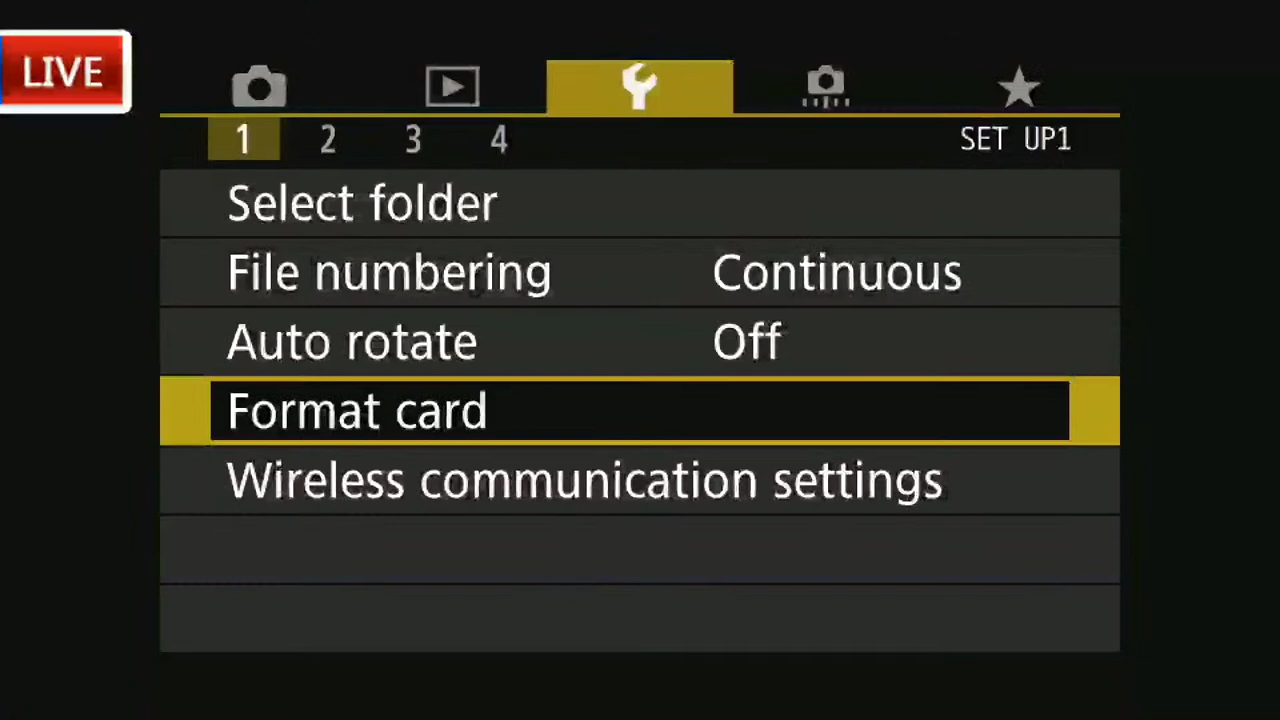 LIVE
1 2 3 4 SET UP1
Select folder
File numbering Continuous
Auto rotate Off
Format card
Wireless communication settings